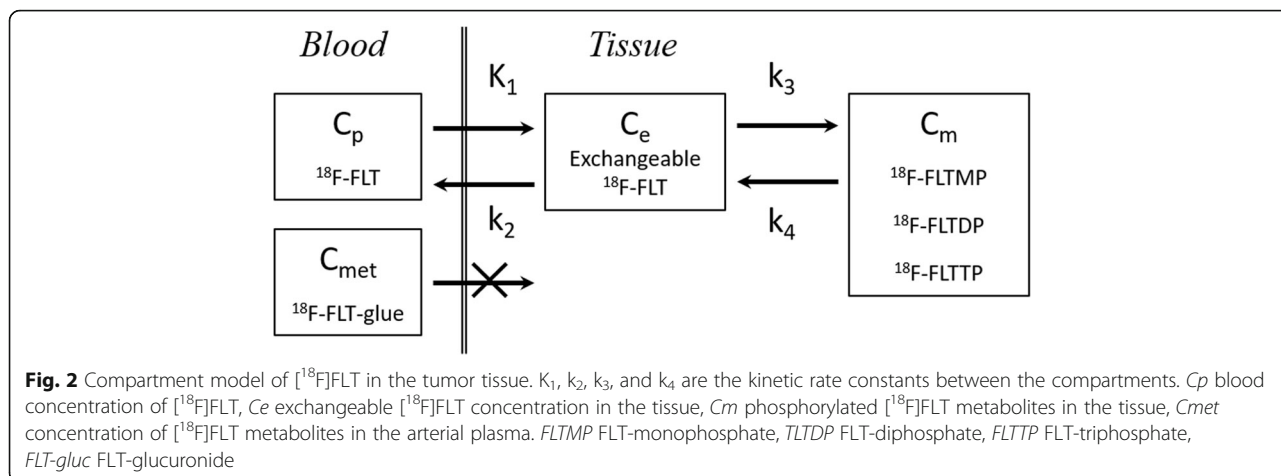 Blood
Tissue
K₁
k₃
Cₚ
¹⁸F-FLT
Cₑ
Exchangeable
¹⁸F-FLT
Cₘ
¹⁸F-FLTMP
¹⁸F-FLTDP
¹⁸F-FLTTP
k₂
k₄
Cmet
¹⁸F-FLT-glue
Fig. 2 Compartment model of [¹⁸F]FLT in the tumor tissue. K₁, k₂, k₃, and k₄ are the kinetic rate constants between the compartments. Cp blood
concentration of [¹⁸F]FLT, Ce exchangeable [¹⁸F]FLT concentration in the tissue, Cm phosphorylated [¹⁸F]FLT metabolites in the tissue, Cmet
concentration of [¹⁸F]FLT metabolites in the arterial plasma. FLTMP FLT-monophosphate, TLTDP FLT-diphosphate, FLTTP FLT-triphosphate,
FLT-gluc FLT-glucuronide